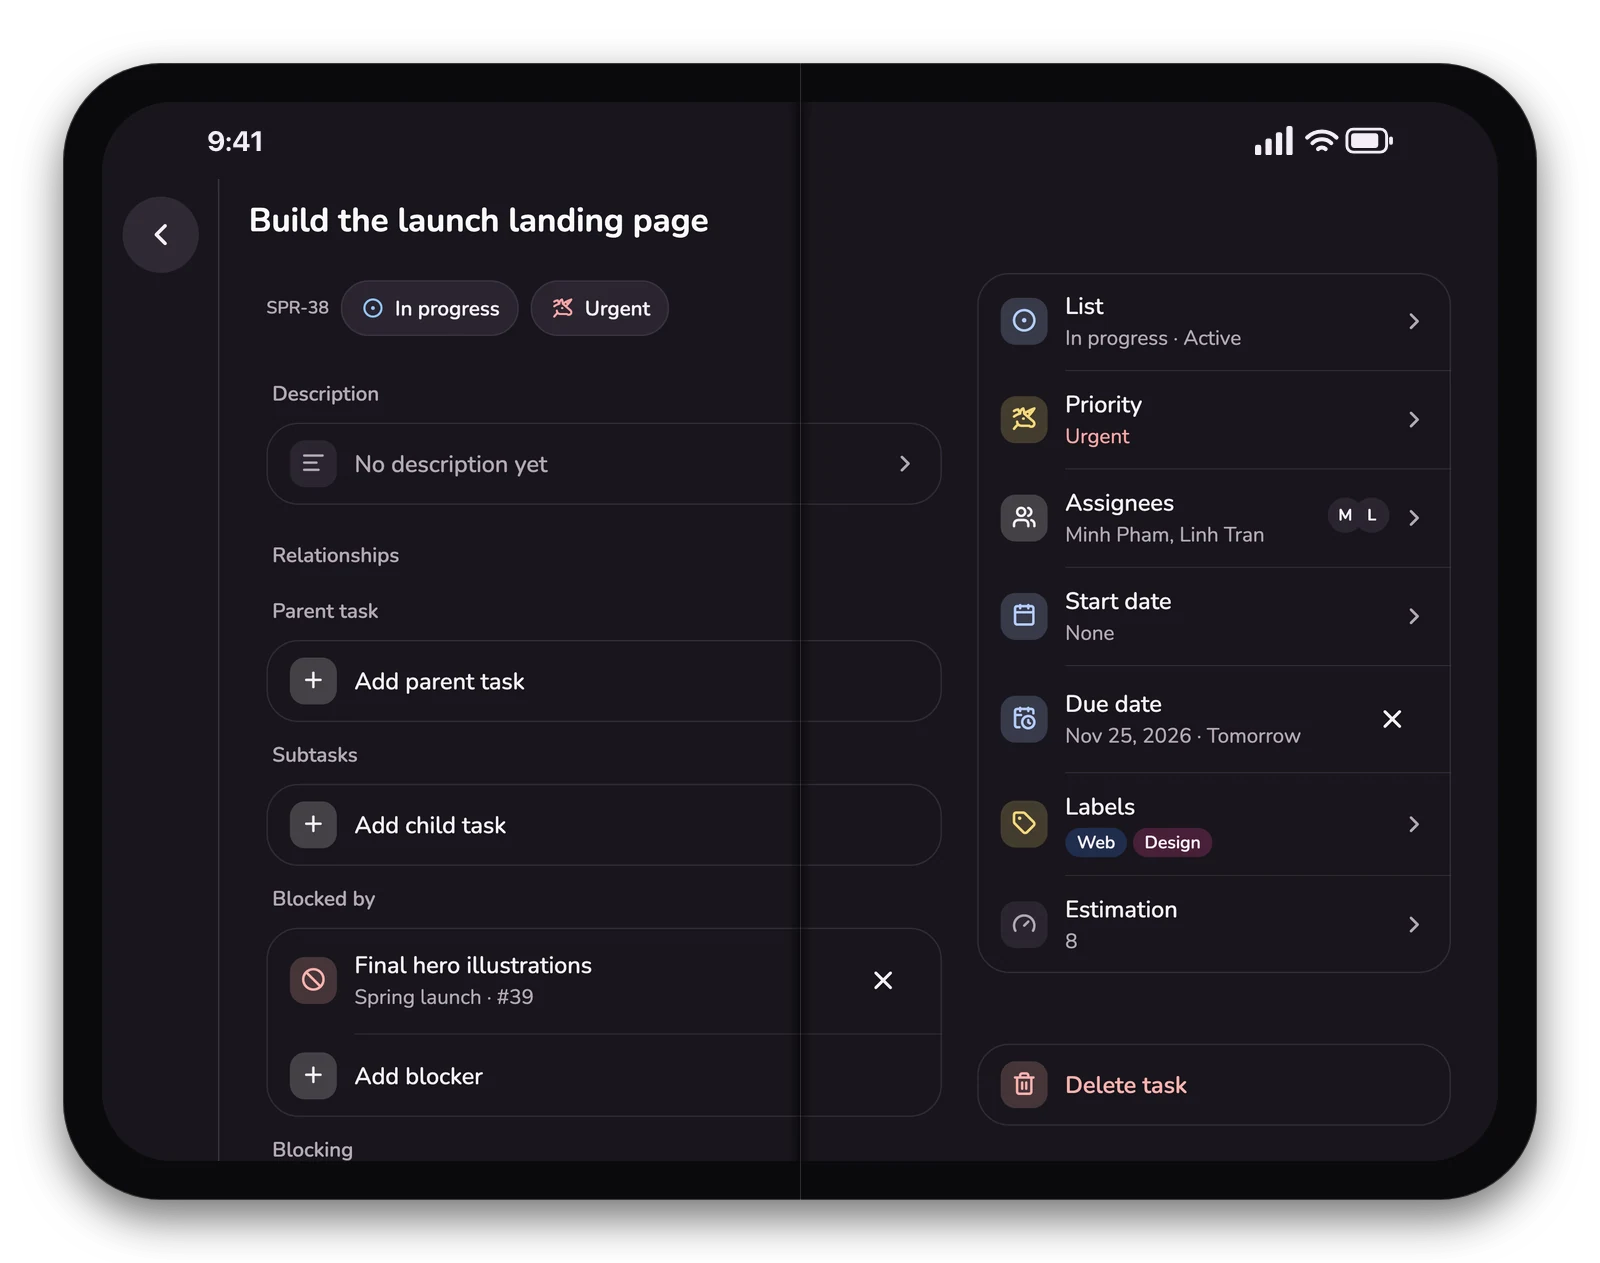 9:41
Build the launch landing page
SPR-38
In progress
Urgent
Description
No description yet
Relationships
Parent task
Add parent task
Subtasks
Add child task
Blocked by
Final hero illustrations
Spring launch · #39
Add blocker
Blocking
List
In progress · Active
Priority
Urgent
Assignees
Minh Pham, Linh Tran
M L
Start date
None
Due date
Nov 25, 2026 · Tomorrow
Labels
Web Design
Estimation
8
Delete task